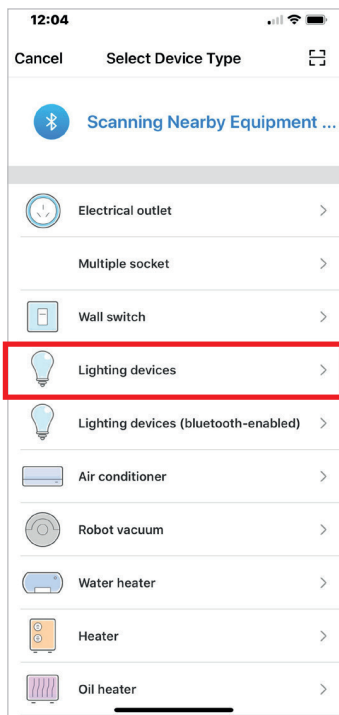 12:04
Cancel Select Device Type
Scanning Nearby Equipment ...
Electrical outlet
Multiple socket
Wall switch
Lighting devices
Lighting devices (bluetooth-enabled)
Air conditioner
Robot vacuum
Water heater
Heater
Oil heater